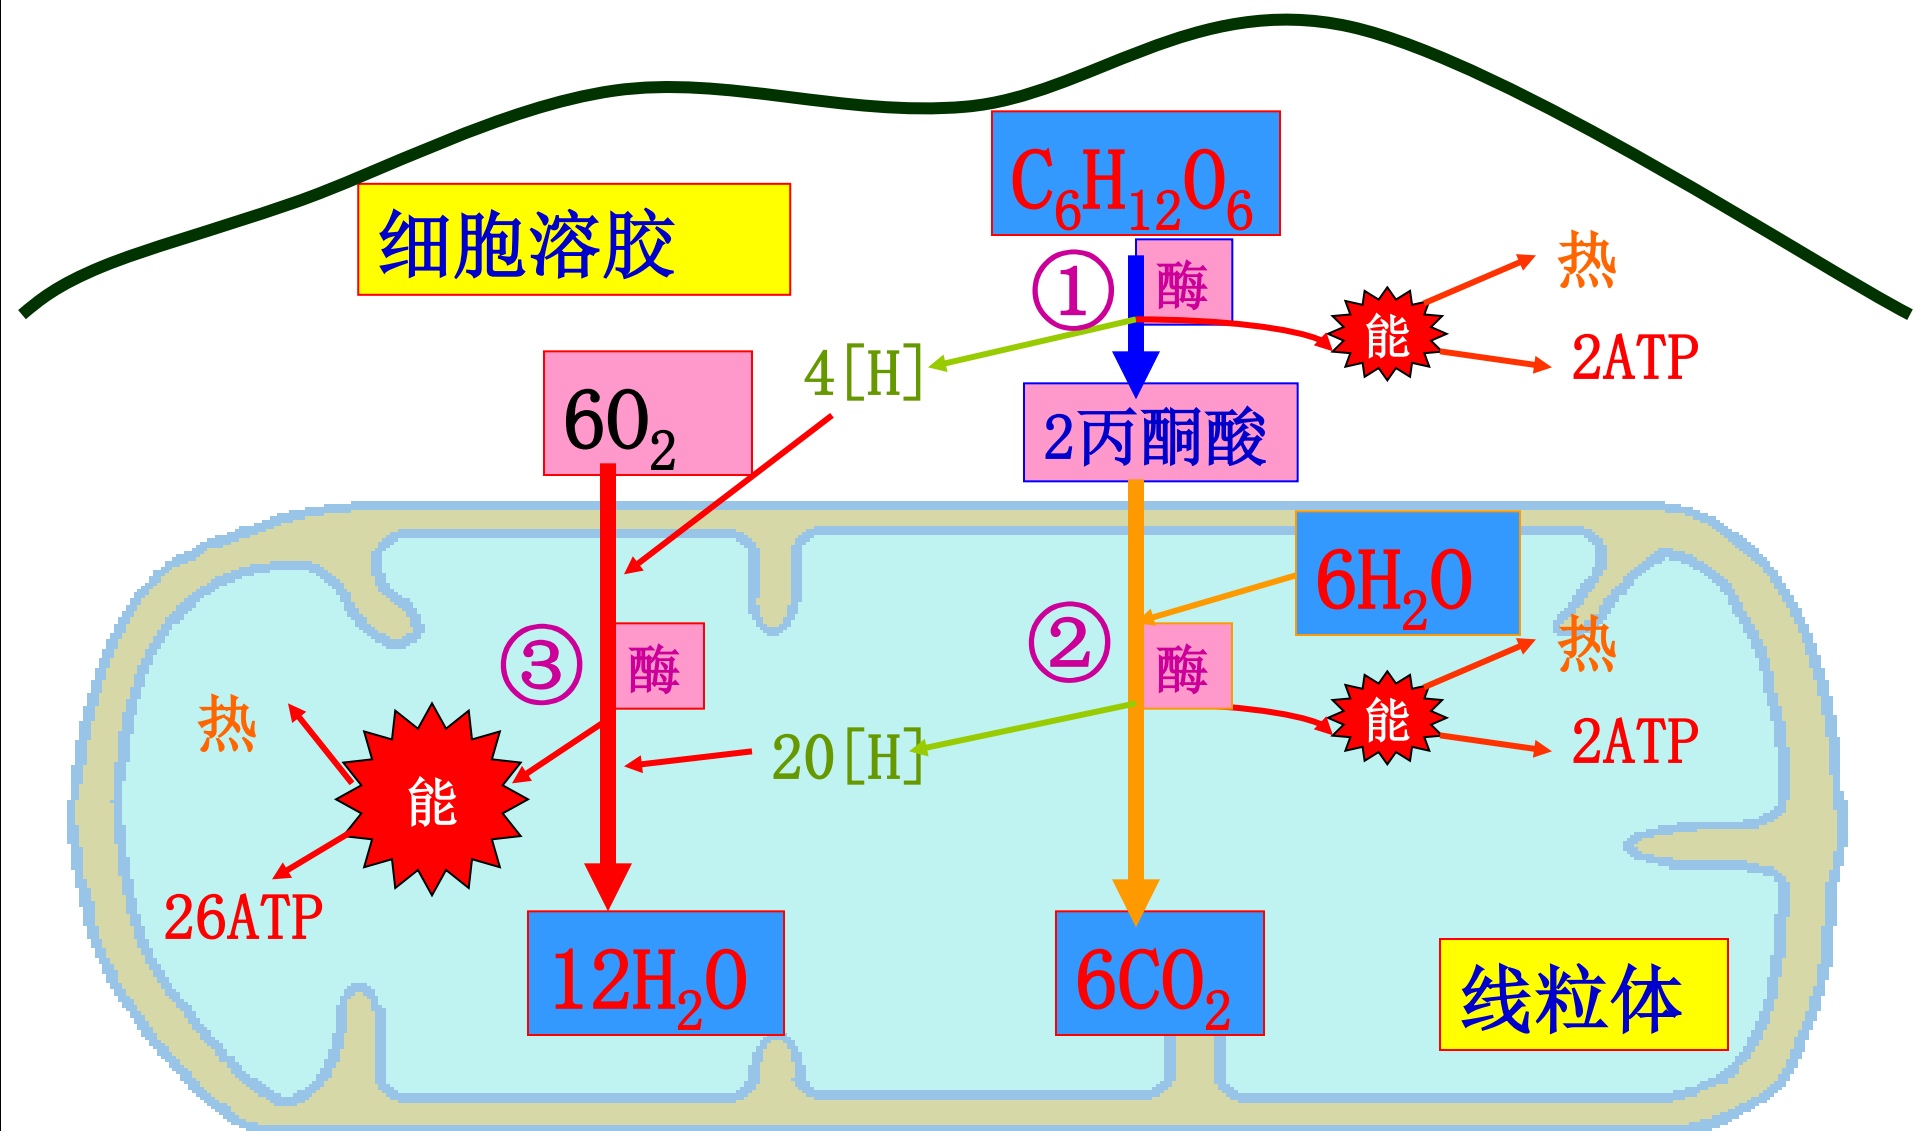 C₆H₁₂O₆
细胞溶胶
①
酶
热
能
2ATP
4[H]
6O₂
2丙酮酸
6H₂O
②
酶
热
能
2ATP
③
酶
20[H]
热
能
26ATP
12H₂O
6CO₂
线粒体